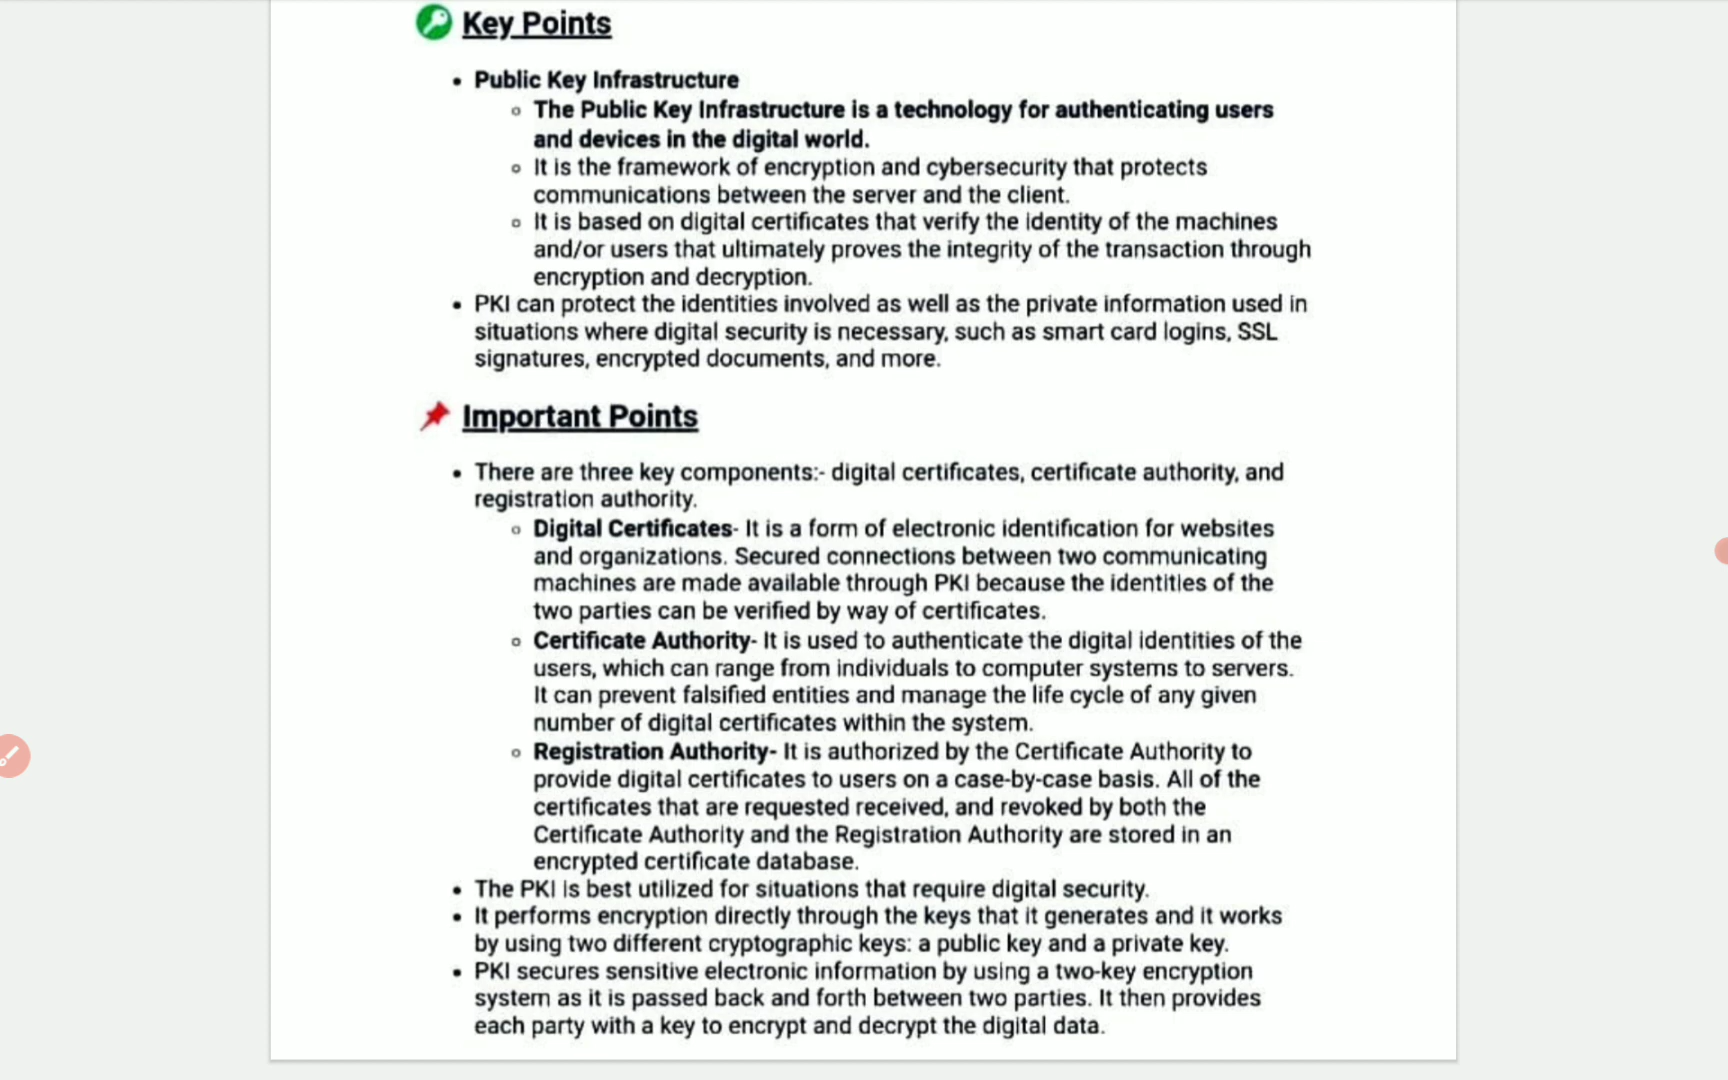 Key Points
• Public Key Infrastructure
◦ The Public Key Infrastructure is a technology for authenticating users
and devices in the digital world.
◦ It is the framework of encryption and cybersecurity that protects
communications between the server and the client.
◦ It is based on digital certificates that verify the identity of the machines
and/or users that ultimately proves the integrity of the transaction through
encryption and decryption.
• PKI can protect the identities involved as well as the private information used in
situations where digital security is necessary, such as smart card logins, SSL
signatures, encrypted documents, and more.
Important Points
• There are three key components:- digital certificates, certificate authority, and
registration authority.
◦ Digital Certificates- It is a form of electronic identification for websites
and organizations. Secured connections between two communicating
machines are made available through PKI because the identities of the
two parties can be verified by way of certificates.
◦ Certificate Authority- It is used to authenticate the digital identities of the
users, which can range from individuals to computer systems to servers.
It can prevent falsified entities and manage the life cycle of any given
number of digital certificates within the system.
◦ Registration Authority- It is authorized by the Certificate Authority to
provide digital certificates to users on a case-by-case basis. All of the
certificates that are requested received, and revoked by both the
Certificate Authority and the Registration Authority are stored in an
encrypted certificate database.
• The PKI is best utilized for situations that require digital security.
• It performs encryption directly through the keys that it generates and it works
by using two different cryptographic keys: a public key and a private key.
• PKI secures sensitive electronic information by using a two-key encryption
system as it is passed back and forth between two parties. It then provides
each party with a key to encrypt and decrypt the digital data.